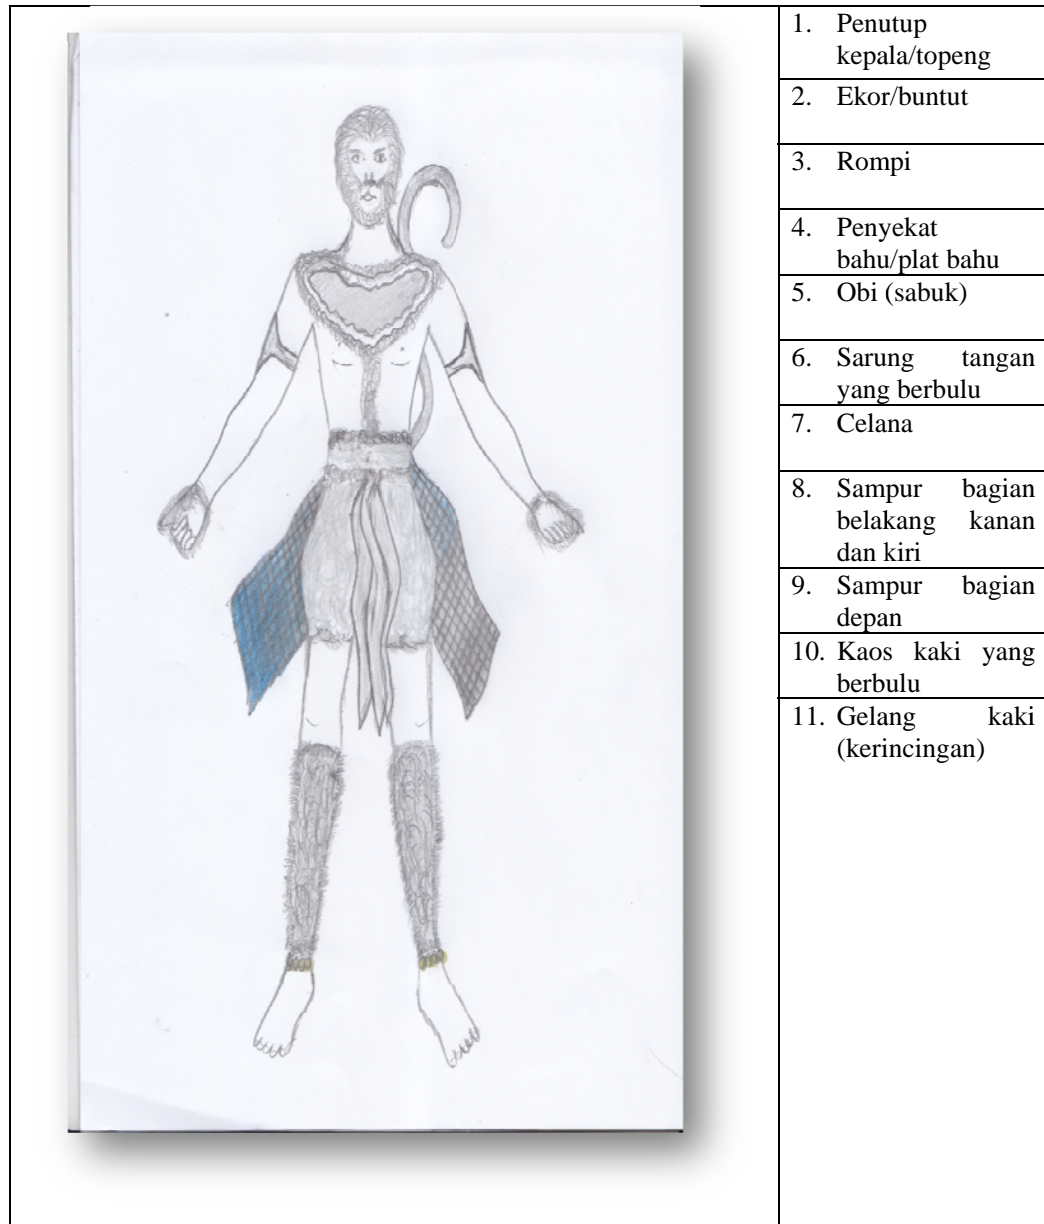 1. Penutup
kepala/topeng
2. Ekor/buntut
3. Rompi
4. Penyekat
bahu/plat bahu
5. Obi (sabuk)
6. Sarung tangan
yang berbulu
7. Celana
8. Sampur bagian
belakang kanan
dan kiri
9. Sampur bagian
depan
10. Kaos kaki yang
berbulu
11. Gelang kaki
(kerincingan)